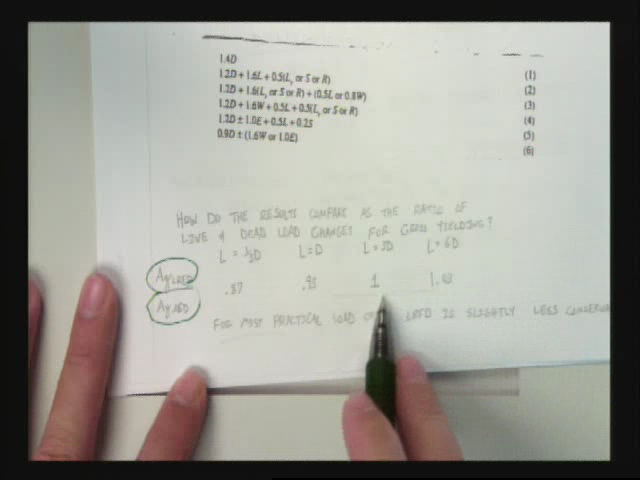 1.4D
1.2D + 1.6L + 0.5(Lr or S or R) (1)
1.2D + 1.6(Lr or S or R) + (0.5L or 0.8W) (2)
1.2D + 1.6W + 0.5L + 0.5(Lr or S or R) (3)
1.2D ± 1.0E + 0.5L + 0.2S (4)
0.9D ± (1.6W or 1.0E) (5)
(6)
HOW DO THE RESULTS COMPARE AS THE RATIO OF
LIVE & DEAD LOAD CHANGES FOR GROSS YIELDING?
L = ½D L=D L = 3D L = 6D
Ag LRFD
.87 .95 1
Ag ASD
FOR MOST PRACTICAL LOAD LRFD IS SLIGHTLY LESS CONSERVA